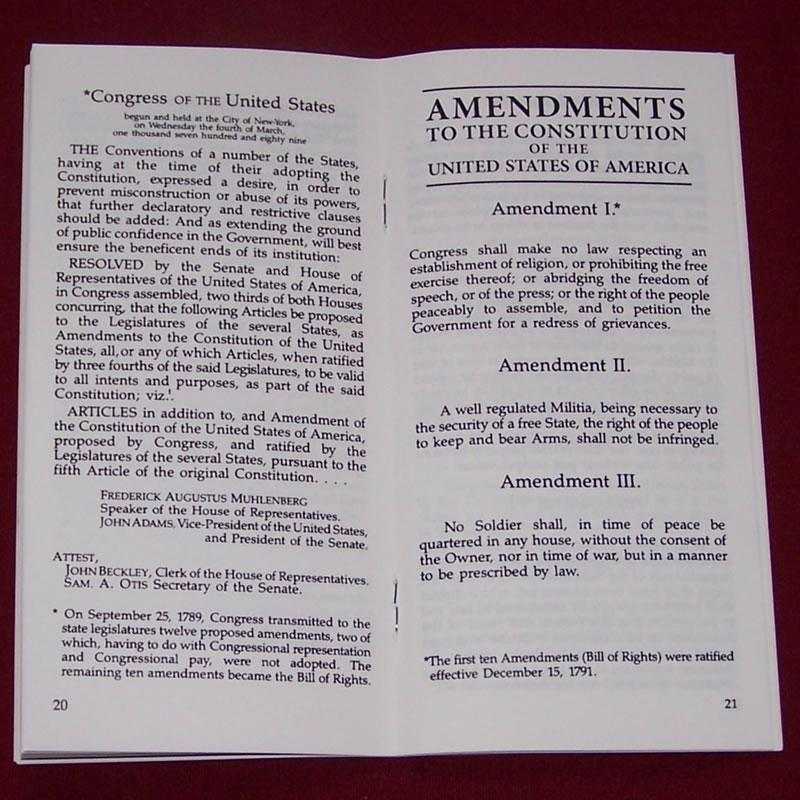 *Congress OF THE United States
begun and held at the City of New-York,
on Wednesday the fourth of March,
one thousand seven hundred and eighty nine
THE Conventions of a number of the States,
having at the time of their adopting the
Constitution, expressed a desire, in order to
prevent misconstruction or abuse of its powers,
that further declaratory and restrictive clauses
should be added: And as extending the ground
of public confidence in the Government, will best
ensure the beneficent ends of its institution:
RESOLVED by the Senate and House of
Representatives of the United States of America,
in Congress assembled, two thirds of both Houses
concurring, that the following Articles be proposed
to the Legislatures of the several States, as
Amendments to the Constitution of the United
States, all, or any of which Articles, when ratified
by three fourths of the said Legislatures, to be valid
to all intents and purposes, as part of the said
Constitution; viz.!.
ARTICLES in addition to, and Amendment of
the Constitution of the United States of America,
proposed by Congress, and ratified by the
Legislatures of the several States, pursuant to the
fifth Article of the original Constitution. . . .
FREDERICK AUGUSTUS MUHLENBERG
Speaker of the House of Representatives.
JOHN ADAMS, Vice-President of the United States,
and President of the Senate.
ATTEST,
JOHN BECKLEY, Clerk of the House of Representatives.
SAM. A. OTIS Secretary of the Senate.
* On September 25, 1789, Congress transmitted to the
state legislatures twelve proposed amendments, two of
which, having to do with Congressional representation
and Congressional pay, were not adopted. The
remaining ten amendments became the Bill of Rights.
20
AMENDMENTS
TO THE CONSTITUTION
OF THE
UNITED STATES OF AMERICA
Amendment I.*
Congress shall make no law respecting an
establishment of religion, or prohibiting the free
exercise thereof; or abridging the freedom of
speech, or of the press; or the right of the people
peaceably to assemble, and to petition the
Government for a redress of grievances.
Amendment II.
A well regulated Militia, being necessary to
the security of a free State, the right of the people
to keep and bear Arms, shall not be infringed.
Amendment III.
No Soldier shall, in time of peace be
quartered in any house, without the consent of
the Owner, nor in time of war, but in a manner
to be prescribed by law.
*The first ten Amendments (Bill of Rights) were ratified
effective December 15, 1791.
21